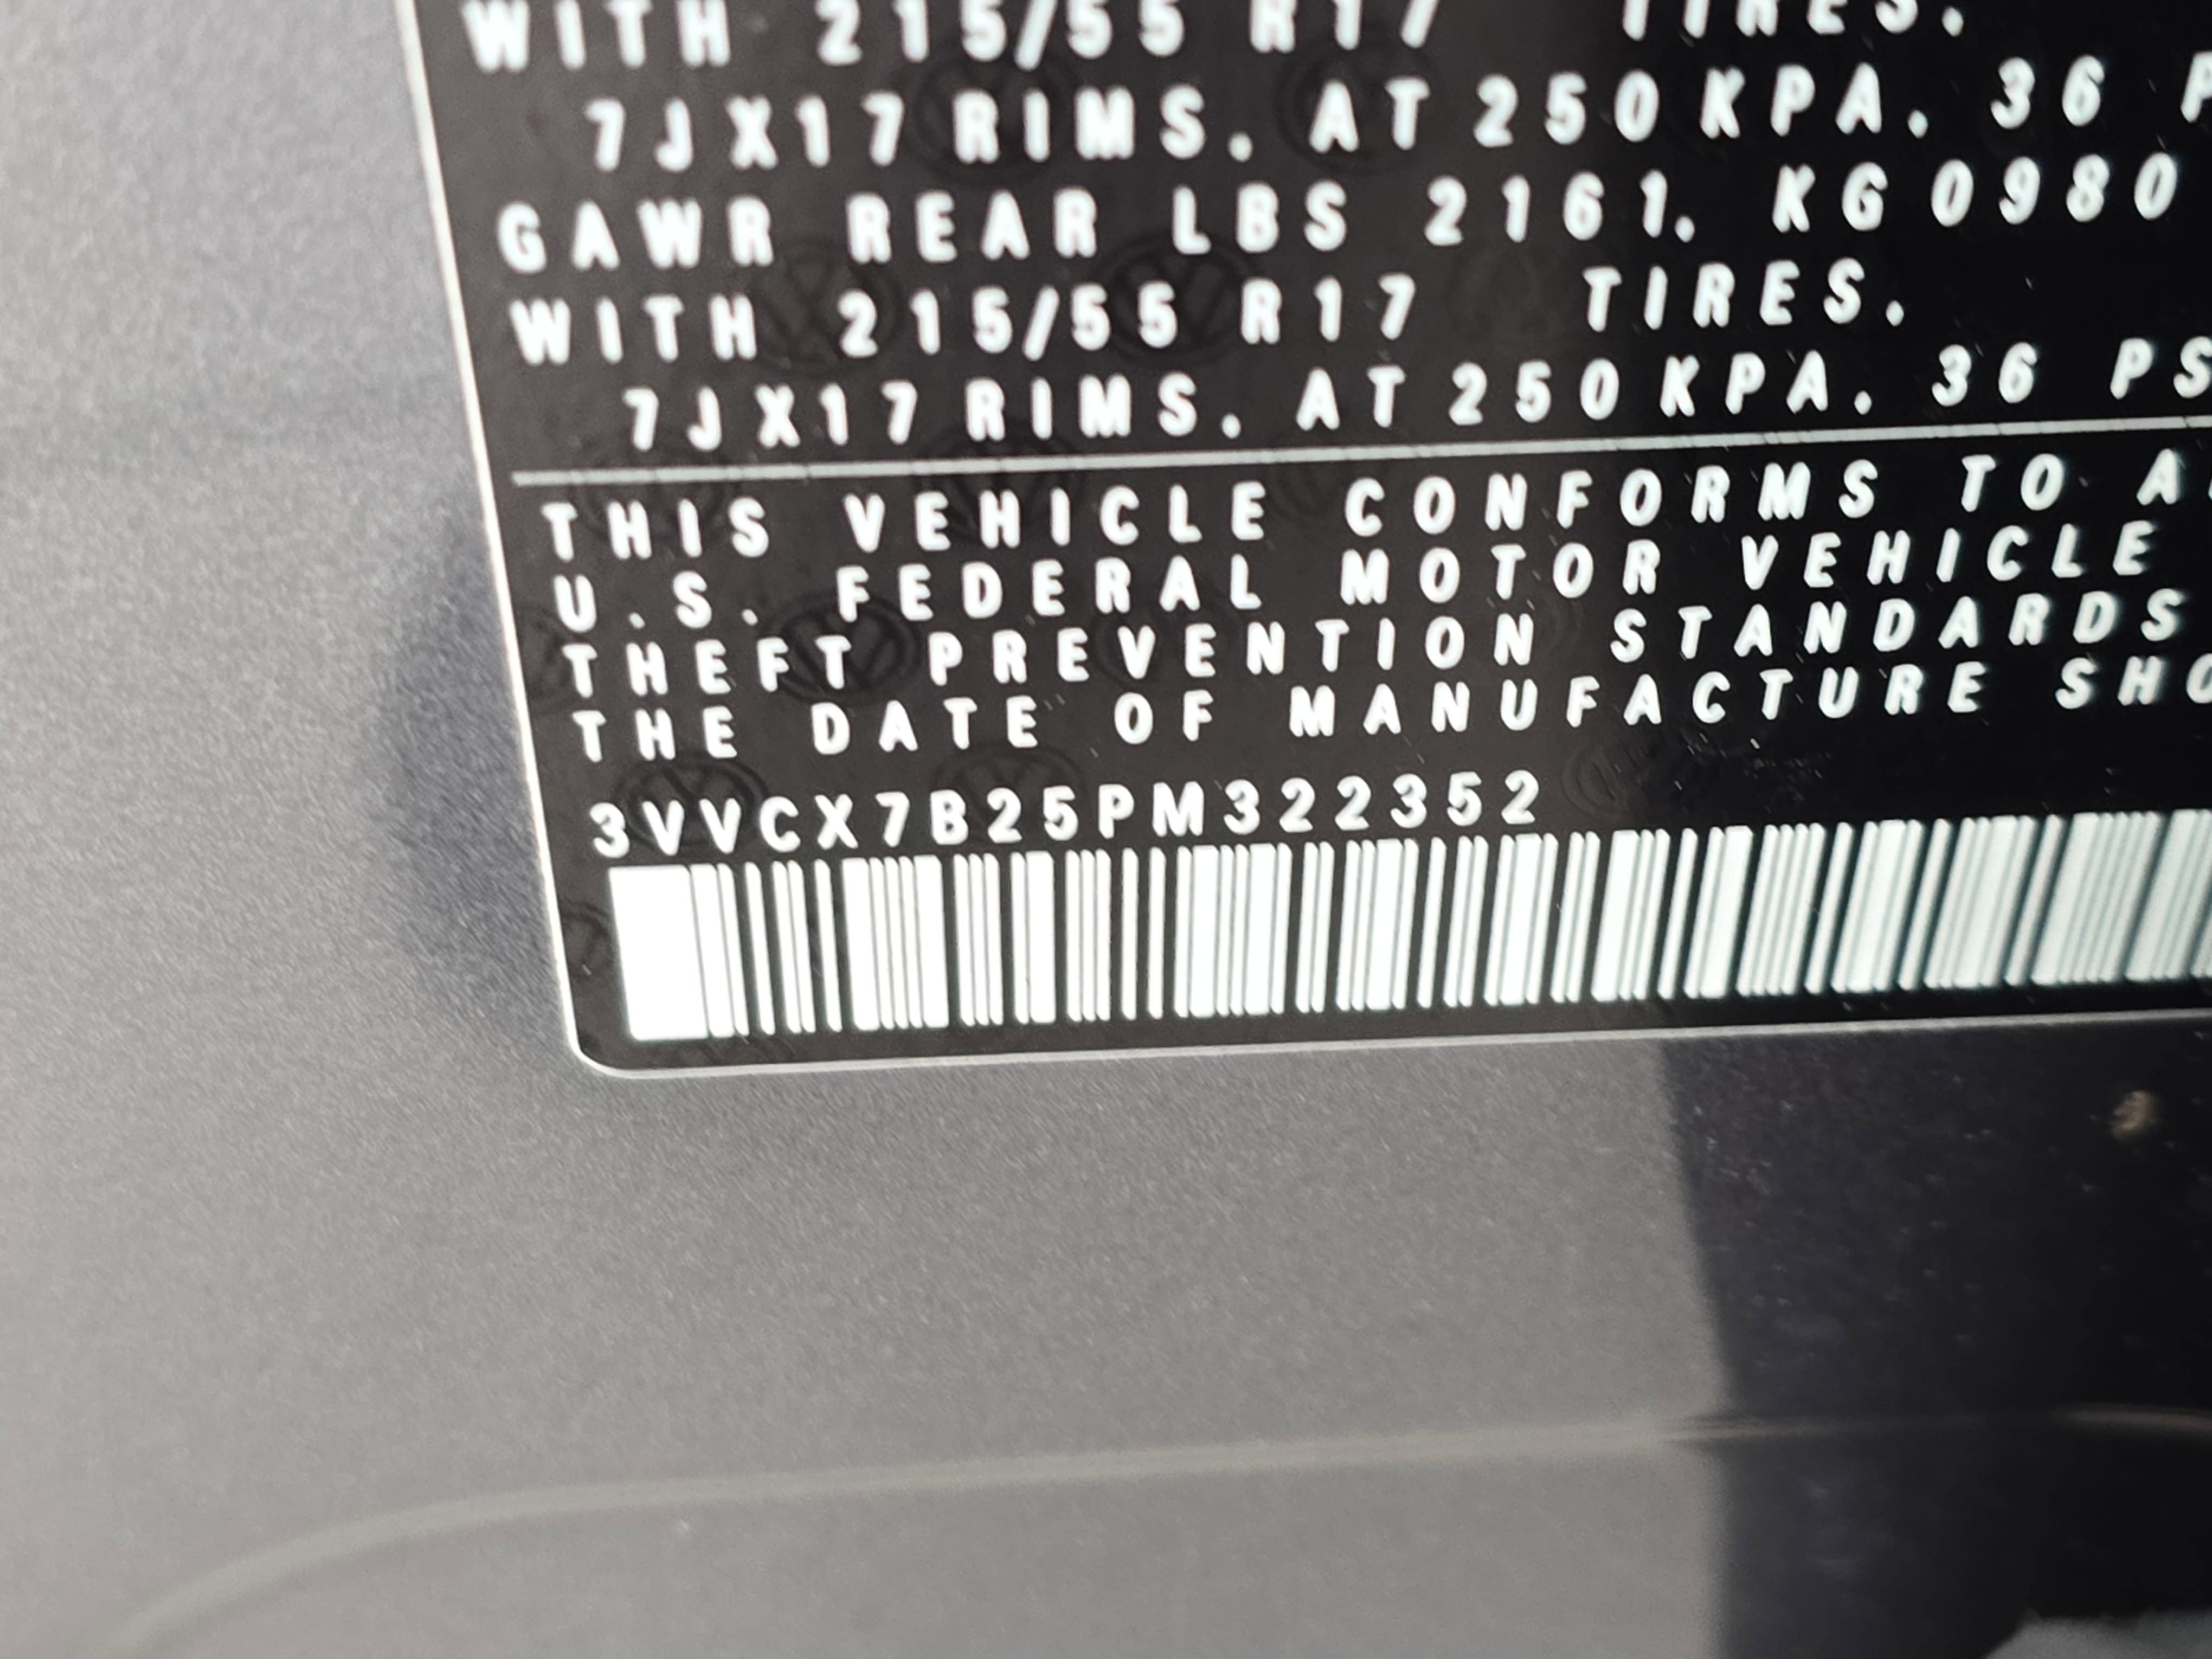 WITH 215/55 R17 TIRES.
7JX17 RIMS. AT 250 KPA. 36 P
GAWR REAR LBS 2161. KG 0980
WITH 215/55 R17 TIRES.
7JX17 RIMS. AT 250 KPA. 36 PS
THIS VEHICLE CONFORMS TO A
U.S. FEDERAL MOTOR VEHICLE
THEFT PREVENTION STANDARDS
THE DATE OF MANUFACTURE SHO
3VVCX7B25PM322352